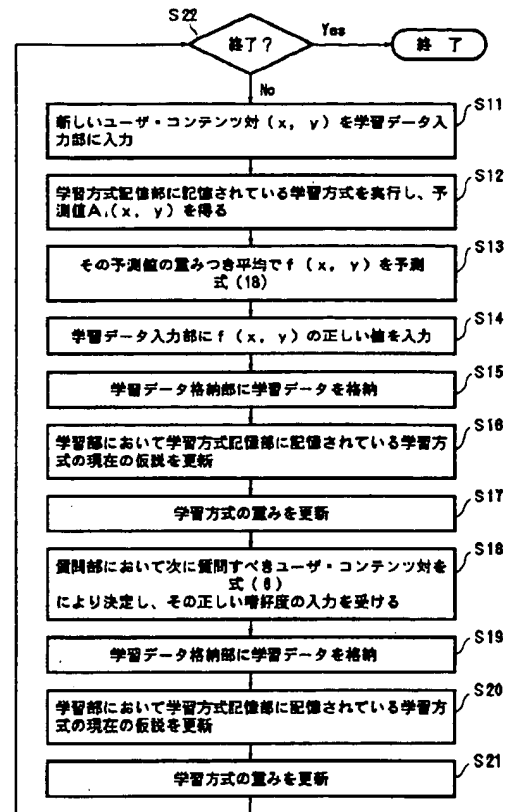 S22
終了?
Yes
終 了
No
S11
新しいユーザ・コンテンツ対(x, y)を学習データ入
力部に入力
S12
学習方式記憶部に記憶されている学習方式を実行し、予
測値Aᵢ(x, y)を得る
S13
その予測値の重みつき平均でf (x, y)を予測
式(18)
S14
学習データ入力部にf (x, y)の正しい値を入力
S15
学習データ格納部に学習データを格納
S16
学習部において学習方式記憶部に記憶されている学習方
式の現在の仮説を更新
S17
学習方式の重みを更新
S18
質問部において次に質問すべきユーザ・コンテンツ対を
式(6)
により決定し、その正しい嗜好度の入力を受ける
S19
学習データ格納部に学習データを格納
S20
学習部において学習方式記憶部に記憶されている学習方
式の現在の仮説を更新
S21
学習方式の重みを更新